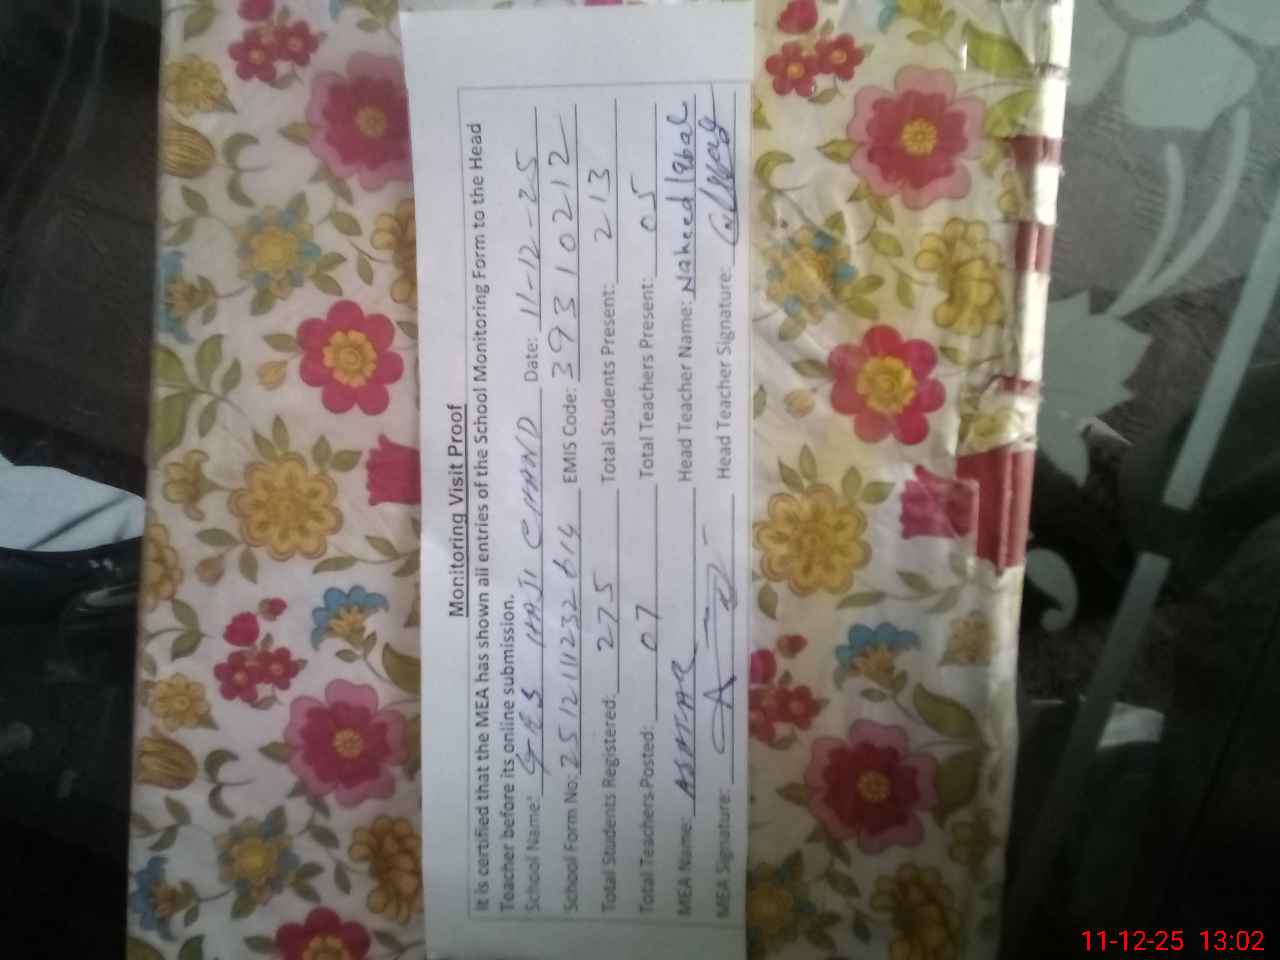 Monitoring Visit Proof
It is certified that the MEA has shown all entries of the School Monitoring Form to the Head
Teacher before its online submission.
School Name: GES HAJI CHAND Date: 11-12-25
School Form No: 2512111232614 EMIS Code: 39310212
Total Students Registered: 275 Total Students Present: 213
Total Teachers Posted: 07 Total Teachers Present: 05
MEA Name: Head Teacher Name: Naheed Iqbal
MEA Signature: Head Teacher Signature:
11-12-25 13:02